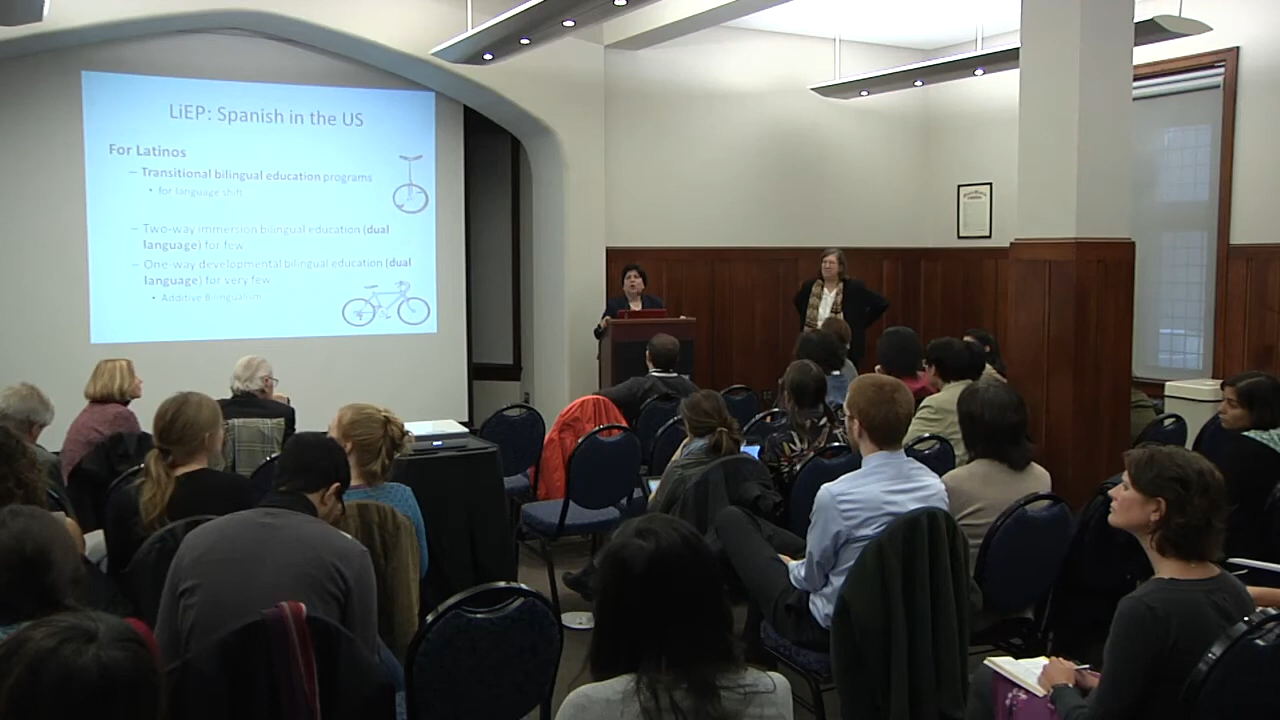 LiEP: Spanish in the US
For Latinos
– Transitional bilingual education programs
• for language shift
– Two-way immersion bilingual education (dual
language) for few
– One-way developmental bilingual education (dual
language) for very few
• Additive Bilingualism